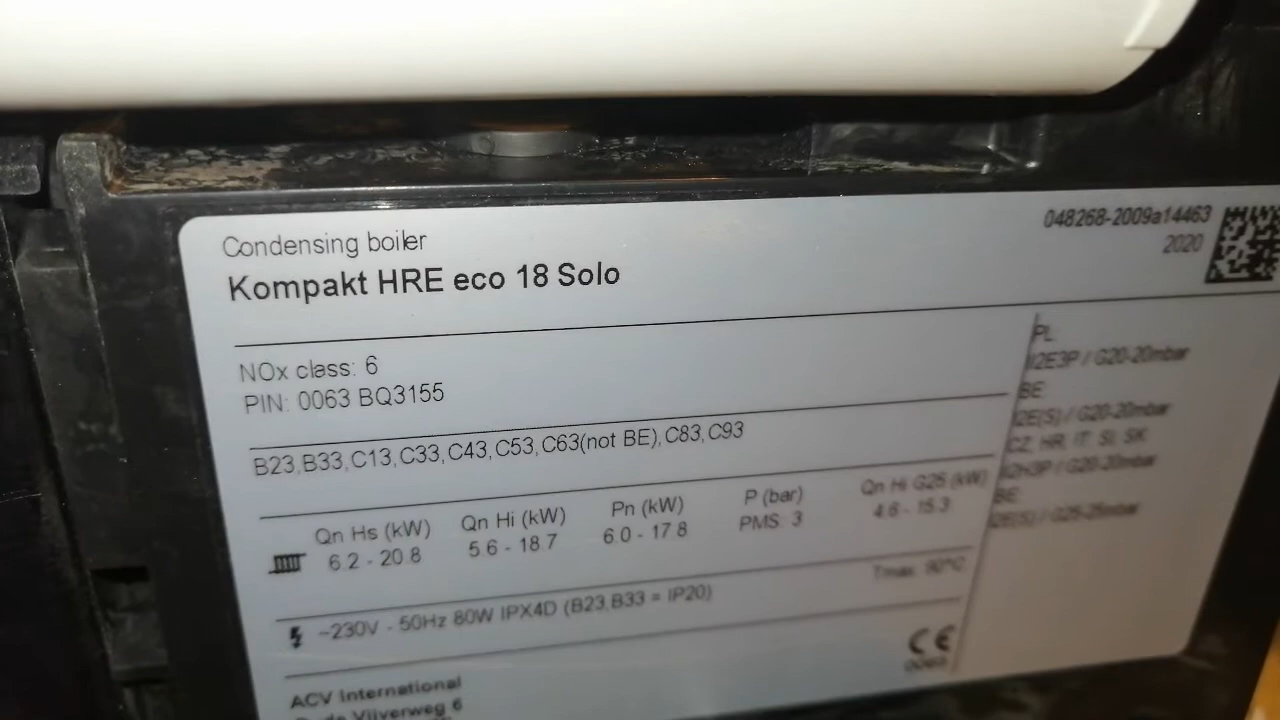 Condensing boiler
Kompakt HRE eco 18 Solo
048268-2009a14463
2020
NOx class: 6
PIN: 0063 BQ3155
B23,B33,C13,C33,C43,C53,C63(not BE),C83,C93
Qn Hs (kW) Qn Hi (kW) Pn (kW) P (bar) Qn Hi G25 (kW)
6.2 - 20.8 5.6 - 18.7 6.0 - 17.8 PMS: 3 4.6 - 15.3
~230V - 50Hz 80W IPX4D (B23,B33 = IP20)
Tmax. 90°C
CE
0063
ACV International
Vijverweg 6
PL:
I2E3P / G20-20mbar
BE
I2E(S) / G20-20mbar
CZ, HR, IT, SI, SK
I2H3P / G20-20mbar
BE
I2E(S) / G25-25mbar